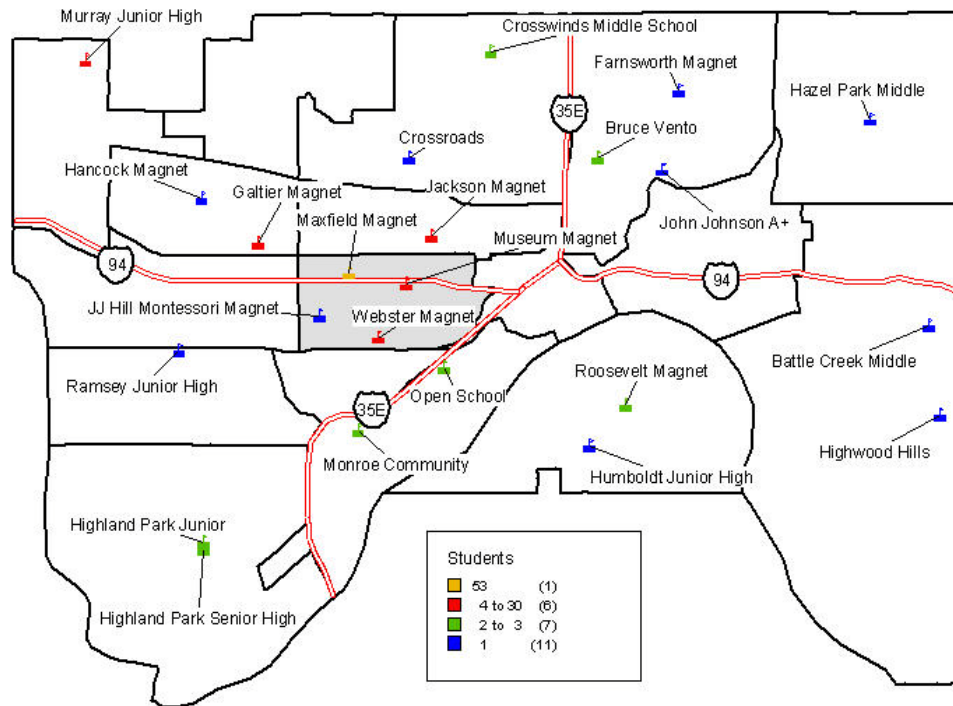 Murray Junior High
Crosswinds Middle School
Farnsworth Magnet
Hazel Park Middle
35E
Bruce Vento
Crossroads
Hancock Magnet
Galtier Magnet
Jackson Magnet
Maxfield Magnet
John Johnson A+
Museum Magnet
94
94
JJ Hill Montessori Magnet
Webster Magnet
Battle Creek Middle
Ramsey Junior High
Open School
Roosevelt Magnet
35E
Monroe Community
Humboldt Junior High
Highwood Hills
Highland Park Junior
Highland Park Senior High
Students
53 (1)
4 to 30 (6)
2 to 3 (7)
1 (11)